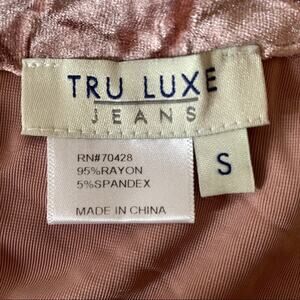 TRU LUXE
JEANS
S
RN#70428
95%RAYON
5%SPANDEX
MADE IN CHINA